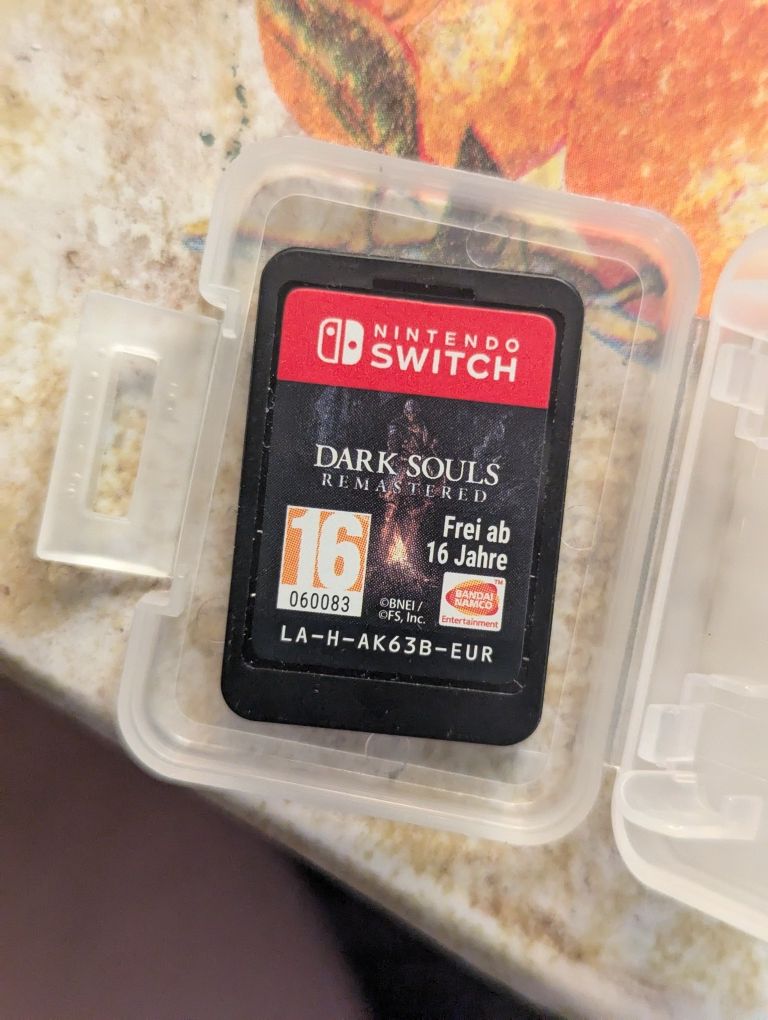 NINTENDO
SWITCH
DARK SOULS
REMASTERED
16
060083
Frei ab
16 Jahre
©BNEI /
©FS, Inc.
BANDAI
NAMCO
TM
Entertainment
LA-H-AK63B-EUR